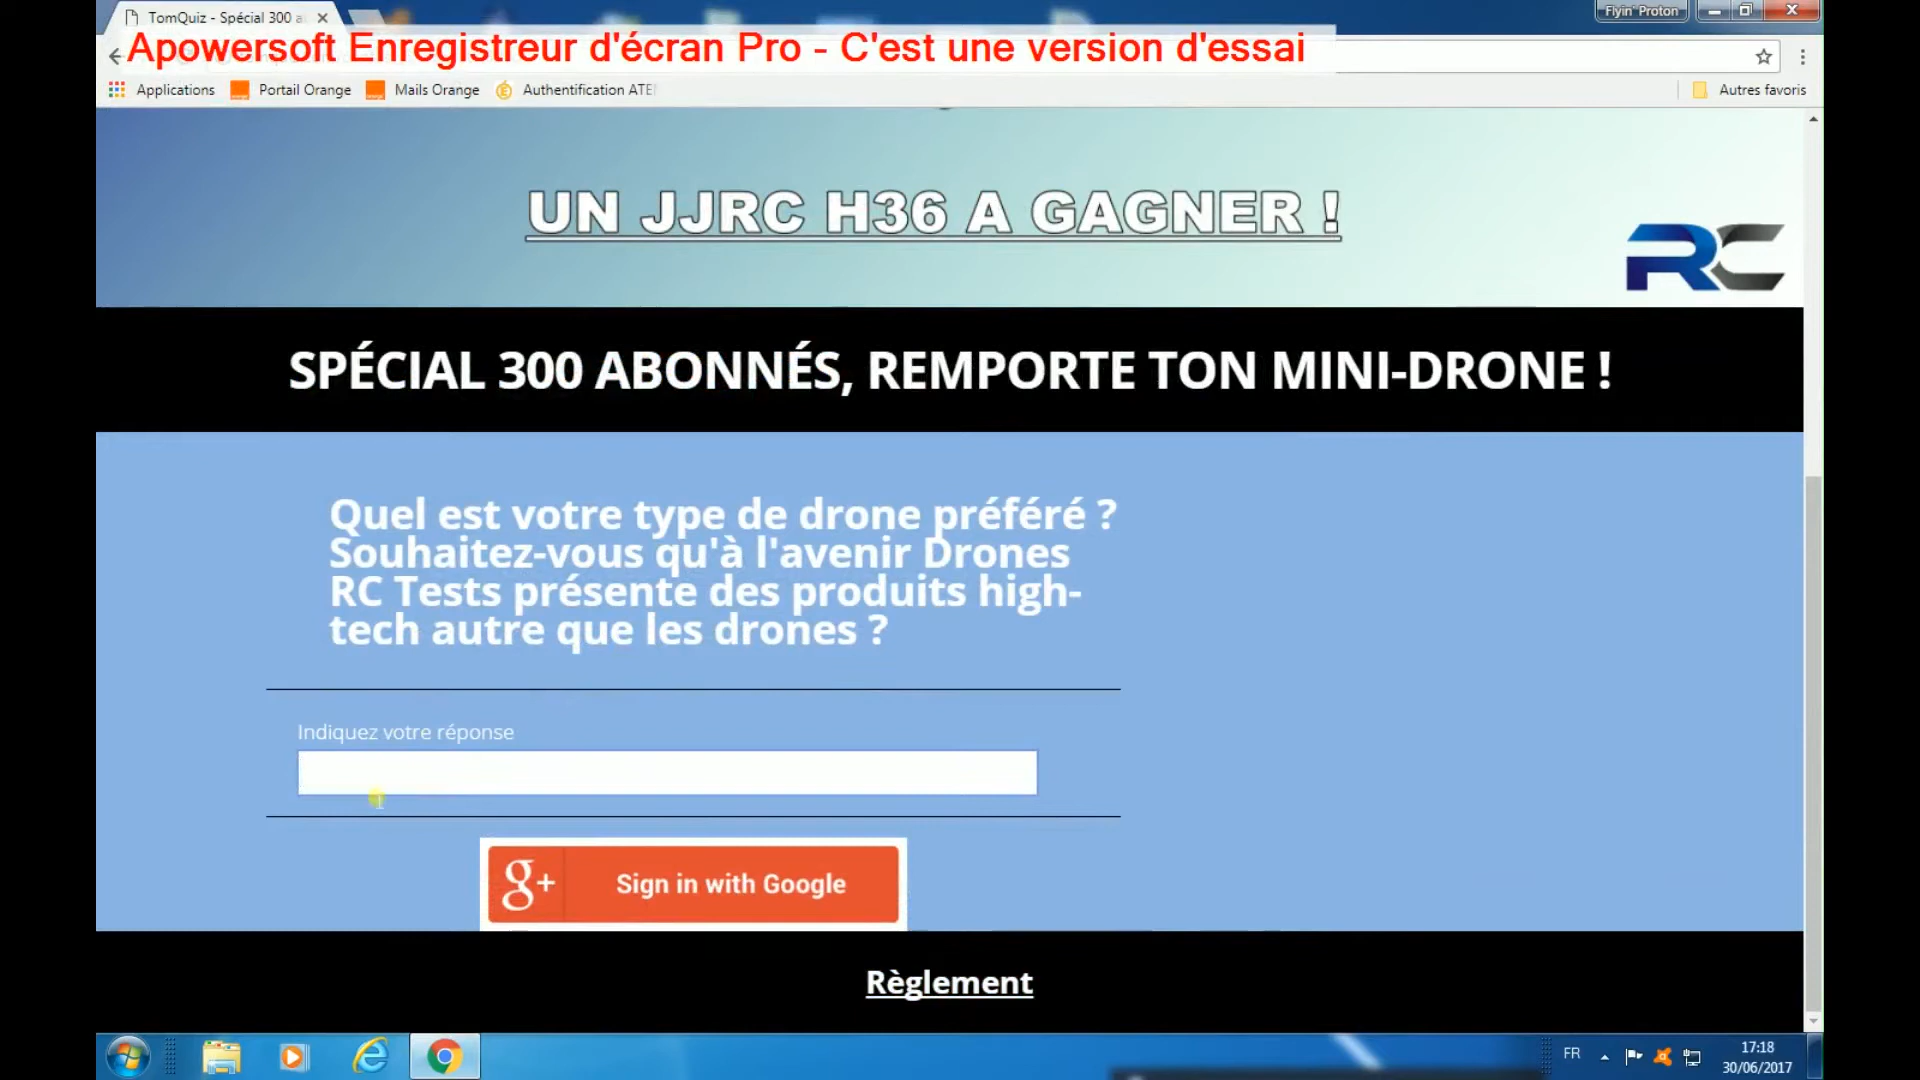 TomQuiz - Spécial 300 a
Flyin' Proton
Apowersoft Enregistreur d'écran Pro - C'est une version d'essai
Applications
Portail Orange
Mails Orange
Authentification ATE
Autres favoris
UN JJRC H36 A GAGNER !
RC
SPÉCIAL 300 ABONNÉS, REMPORTE TON MINI-DRONE !
Quel est votre type de drone préféré ?
Souhaitez-vous qu'à l'avenir Drones
RC Tests présente des produits high-
tech autre que les drones ?
Indiquez votre réponse
g+ Sign in with Google
Règlement
FR
17:18
30/06/2017